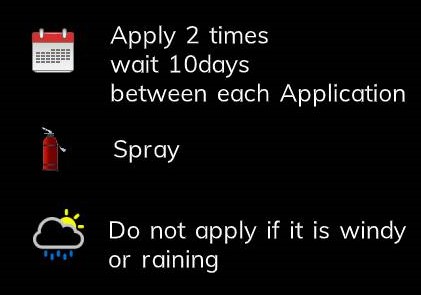 Apply 2 times
wait 10days
between each Application
Spray
Do not apply if it is windy
or raining